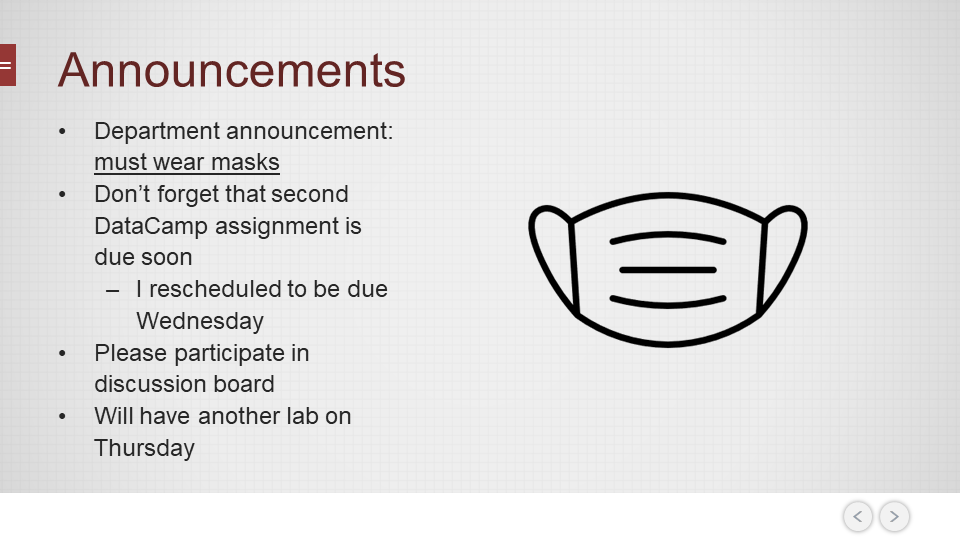 Announcements
• Department announcement:
must wear masks
• Don’t forget that second
DataCamp assignment is
due soon
– I rescheduled to be due
Wednesday
• Please participate in
discussion board
• Will have another lab on
Thursday